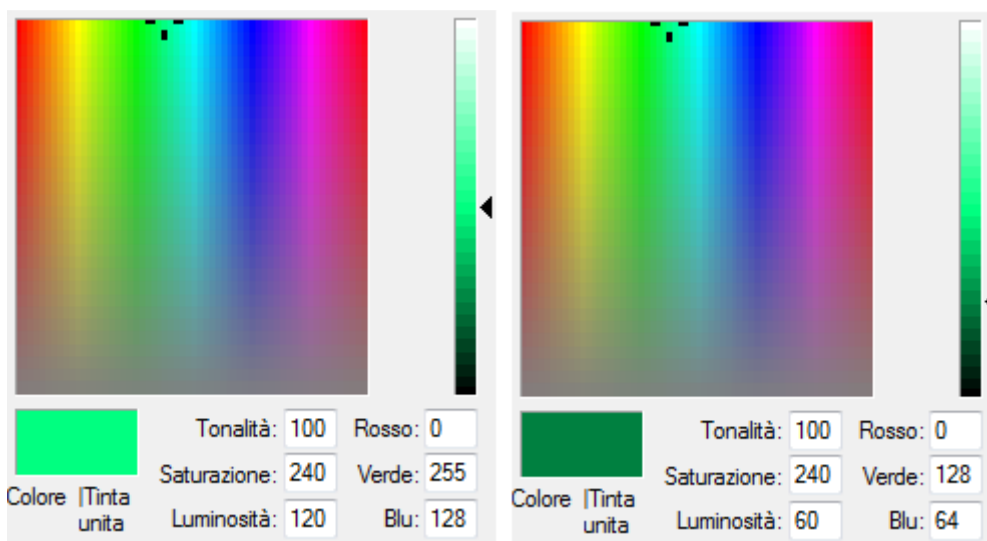 Tonalità: 100 Rosso: 0
Saturazione: 240 Verde: 255
Colore |Tinta
unita
Luminosità: 120 Blu: 128
Tonalità: 100 Rosso: 0
Saturazione: 240 Verde: 128
Colore |Tinta
unita
Luminosità: 60 Blu: 64